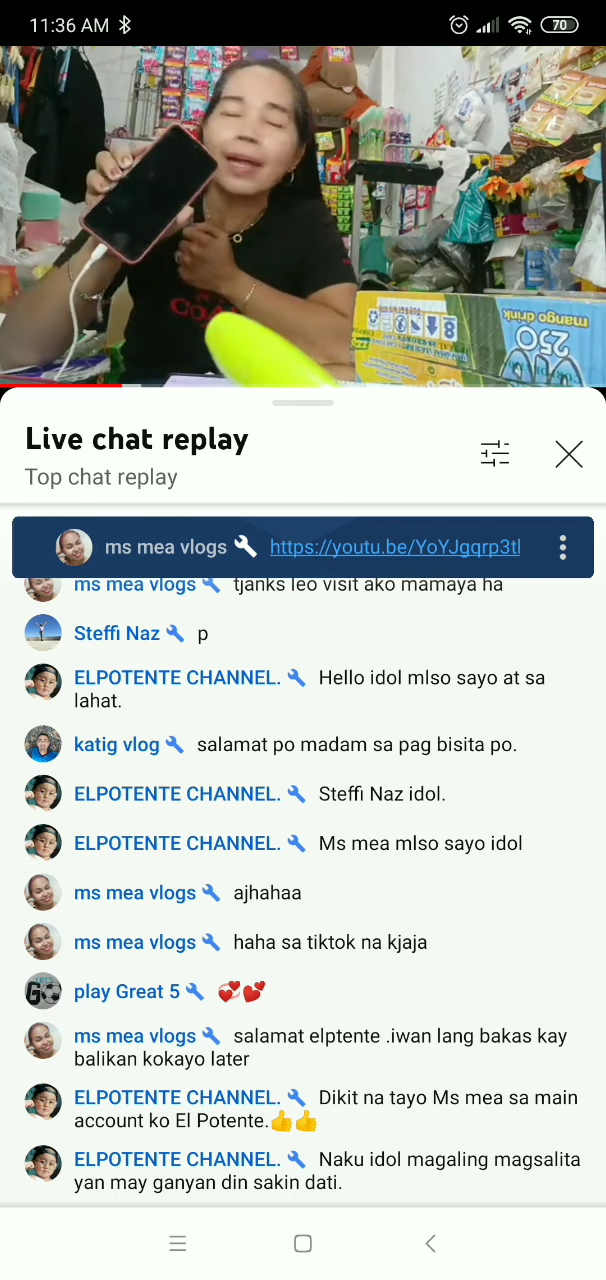 11:36 AM
70
mango drink
250
8
Live chat replay
Top chat replay
ms mea vlogs https://youtu.be/YoYJgqrp3tl
ms mea vlogs tjanks leo visit ako mamaya ha
Steffi Naz p
ELPOTENTE CHANNEL. Hello idol mlso sayo at sa
lahat.
katig vlog salamat po madam sa pag bisita po.
ELPOTENTE CHANNEL. Steffi Naz idol.
ELPOTENTE CHANNEL. Ms mea mlso sayo idol
ms mea vlogs ajhahaa
ms mea vlogs haha sa tiktok na kjaja
play Great 5 💞💕
ms mea vlogs salamat elptente .iwan lang bakas kay
balikan kokayo later
ELPOTENTE CHANNEL. Dikit na tayo Ms mea sa main
account ko El Potente.👍👍
ELPOTENTE CHANNEL. Naku idol magaling magsalita
yan may ganyan din sakin dati.